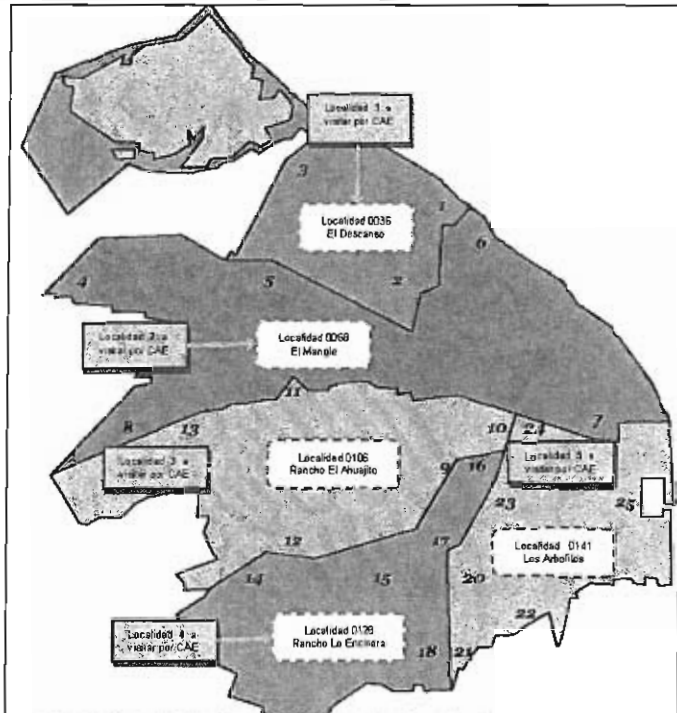 Localidad 1 a
visitar por CAE
3
Localidad 0036
El Descanso
1
6
4
5
2
Localidad 2 a
visitar por CAE
Localidad 0068
El Mangle
11
8
13
10
24
7
Localidad 3 a
visitar por CAE
Localidad 0106
Rancho El Ahuajito
9
16
Localidad 5 a
visitar por CAE
23
25
12
17
Localidad 0141
Los Arbolitos
14
15
20
22
Localidad 4 a
visitar por CAE
Localidad 0129
Rancho La Encinera
18
21